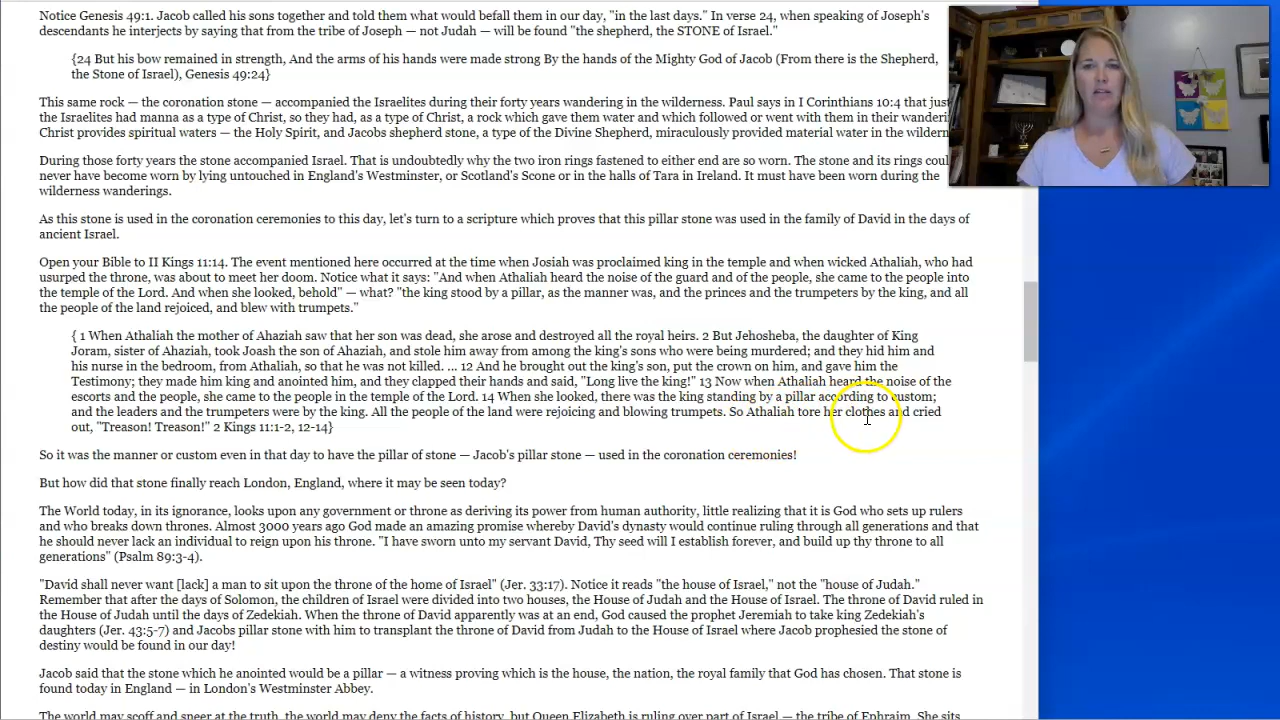 Notice Genesis 49:1. Jacob called his sons together and told them what would befall them in our day, "in the last days." In verse 24, when speaking of Joseph's
descendants he interjects by saying that from the tribe of Joseph — not Judah — will be found "the shepherd, the STONE of Israel."
{24 But his bow remained in strength, And the arms of his hands were made strong By the hands of the Mighty God of Jacob (From there is the Shepherd,
the Stone of Israel), Genesis 49:24}
This same rock — the coronation stone — accompanied the Israelites during their forty years wandering in the wilderness. Paul says in I Corinthians 10:4 that just
the Israelites had manna as a type of Christ, so they had, as a type of Christ, a rock which gave them water and which followed or went with them in their
Christ provides spiritual waters — the Holy Spirit, and Jacobs shepherd stone, a type of the Divine Shepherd, miraculously provided material water in the
During those forty years the stone accompanied Israel. That is undoubtedly why the two iron rings fastened to either end are so worn. The stone and its rings
never have become worn by lying untouched in England's Westminster, or Scotland's Scone or in the halls of Tara in Ireland. It must have been worn during the
wilderness wanderings.
As this stone is used in the coronation ceremonies to this day, let's turn to a scripture which proves that this pillar stone was used in the family of David in the days of
ancient Israel.
Open your Bible to II Kings 11:14. The event mentioned here occurred at the time when Josiah was proclaimed king in the temple and when wicked Athaliah, who had
usurped the throne, was about to meet her doom. Notice what it says: "And when Athaliah heard the noise of the guard and of the people, she came to the people into
the temple of the Lord. And when she looked, behold" — what? "the king stood by a pillar, as the manner was, and the princes and the trumpeters by the king, and all
the people of the land rejoiced, and blew with trumpets."
{ 1 When Athaliah the mother of Ahaziah saw that her son was dead, she arose and destroyed all the royal heirs. 2 But Jehosheba, the daughter of King
Joram, sister of Ahaziah, took Joash the son of Ahaziah, and stole him away from among the king's sons who were being murdered; and they hid him and
his nurse in the bedroom, from Athaliah, so that he was not killed. ... 12 And he brought out the king's son, put the crown on him, and gave him the
Testimony; they made him king and anointed him, and they clapped their hands and said, "Long live the king!" 13 Now when Athaliah heard the noise of the
escorts and the people, she came to the people in the temple of the Lord. 14 When she looked, there was the king standing by a pillar according to custom;
and the leaders and the trumpeters were by the king. All the people of the land were rejoicing and blowing trumpets. So Athaliah tore her clothes and cried
out, "Treason! Treason!" 2 Kings 11:1-2, 12-14}
So it was the manner or custom even in that day to have the pillar of stone — Jacob's pillar stone — used in the coronation ceremonies!
But how did that stone finally reach London, England, where it may be seen today?
The World today, in its ignorance, looks upon any government or throne as deriving its power from human authority, little realizing that it is God who sets up rulers
and who breaks down thrones. Almost 3000 years ago God made an amazing promise whereby David's dynasty would continue ruling through all generations and that
he should never lack an individual to reign upon his throne. "I have sworn unto my servant David, Thy seed will I establish forever, and build up thy throne to all
generations" (Psalm 89:3-4).
"David shall never want [lack] a man to sit upon the throne of the home of Israel" (Jer. 33:17). Notice it reads "the house of Israel," not the "house of Judah."
Remember that after the days of Solomon, the children of Israel were divided into two houses, the House of Judah and the House of Israel. The throne of David ruled in
the House of Judah until the days of Zedekiah. When the throne of David apparently was at an end, God caused the prophet Jeremiah to take king Zedekiah's
daughters (Jer. 43:5-7) and Jacobs pillar stone with him to transplant the throne of David from Judah to the House of Israel where Jacob prophesied the stone of
destiny would be found in our day!
Jacob said that the stone which he anointed would be a pillar — a witness proving which is the house, the nation, the royal family that God has chosen. That stone is
found today in England — in London's Westminster Abbey.
The world may scoff and sneer at the truth, the world may deny the facts of history, but Queen Elizabeth is ruling over part of Israel — the tribe of Ephraim. She sits